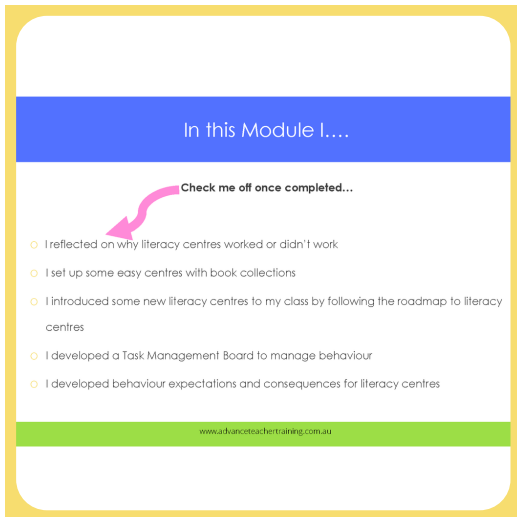 In this Module I....
Check me off once completed...
I reflected on why literacy centres worked or didn't work
I set up some easy centres with book collections
I introduced some new literacy centres to my class by following the roadmap to literacy
centres
I developed a Task Management Board to manage behaviour
I developed behaviour expectations and consequences for literacy centres
www.advanceteachertraining.com.au